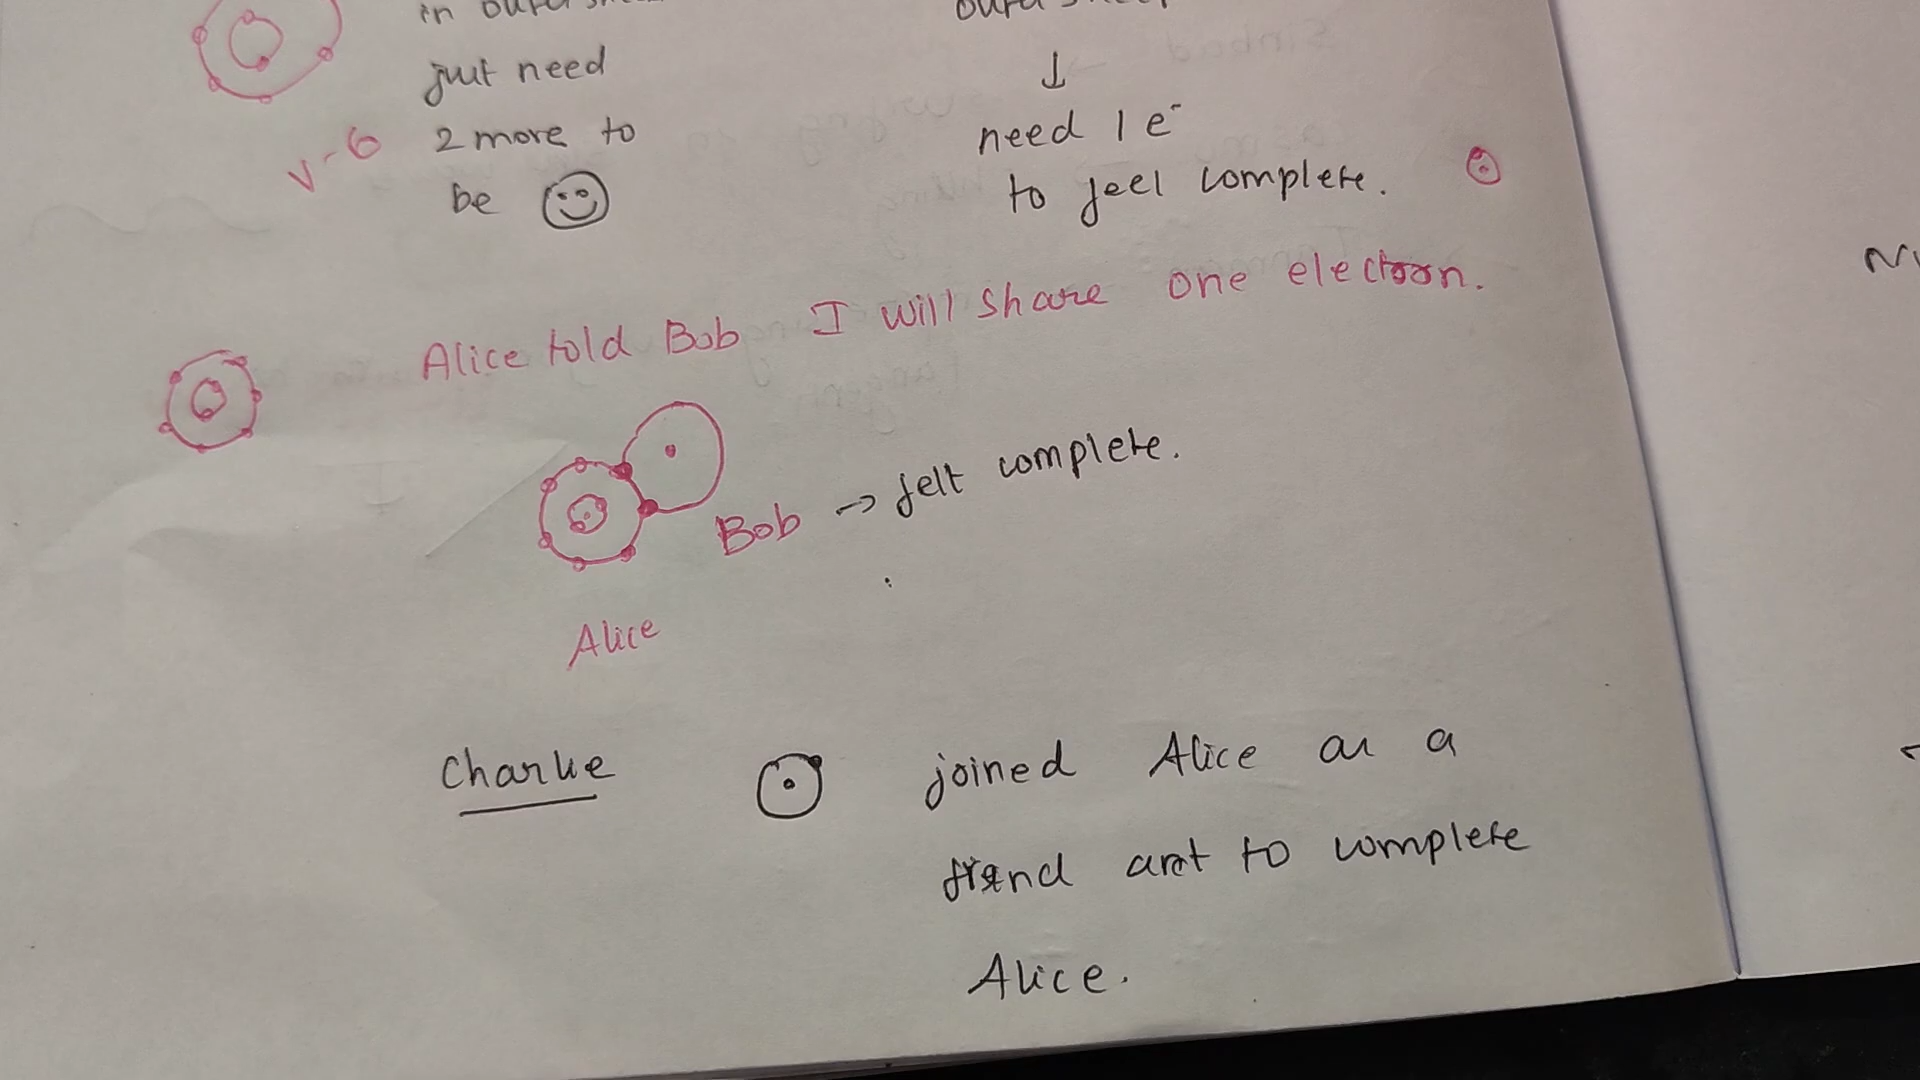 in
just need
2 more to
be
V-6
↓
need 1 e-
to feel complete.
Alice told Bob I will share one electron.
Bob → felt complete.
Alice
Charlie
joined Alice as a
friend and to complete
Alice.